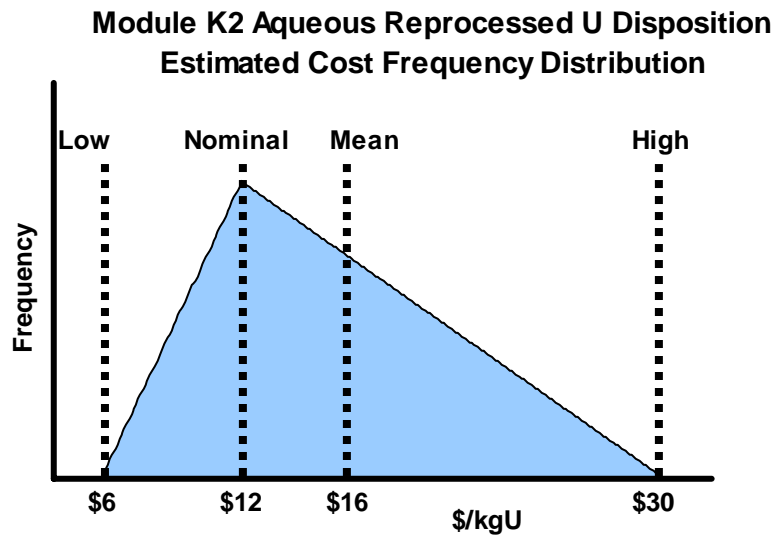 Module K2 Aqueous Reprocessed U Disposition
Estimated Cost Frequency Distribution
Low Nominal Mean High
Frequency
$6 $12 $16 $30
$/kgU